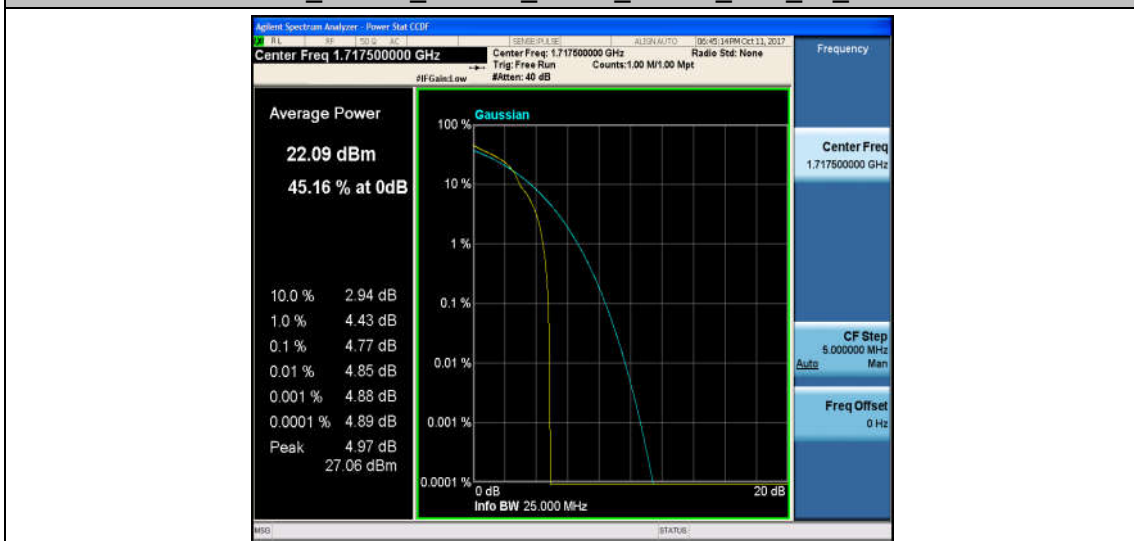 Agilent Spectrum Analyzer - Power Stat CCDF
RL RF 50 Ω AC SENSE:PULSE ALIGN AUTO 06:45:14 PM Oct 11, 2017
Center Freq 1.717500000 GHz
Center Freq: 1.717500000 GHz Radio Std: None
Trig: Free Run Counts:1.00 M/1.00 Mpt
#IFGain:Low #Atten: 40 dB
Frequency
Average Power
22.09 dBm
45.16 % at 0dB
10.0 % 2.94 dB
1.0 % 4.43 dB
0.1 % 4.77 dB
0.01 % 4.85 dB
0.001 % 4.88 dB
0.0001 % 4.89 dB
Peak 4.97 dB
27.06 dBm
Gaussian
100 %
10 %
1 %
0.1 %
0.01 %
0.001 %
0.0001 %
0 dB 20 dB
Info BW 25.000 MHz
Center Freq
1.717500000 GHz
CF Step
5.000000 MHz
Auto Man
Freq Offset
0 Hz
MSG STATUS